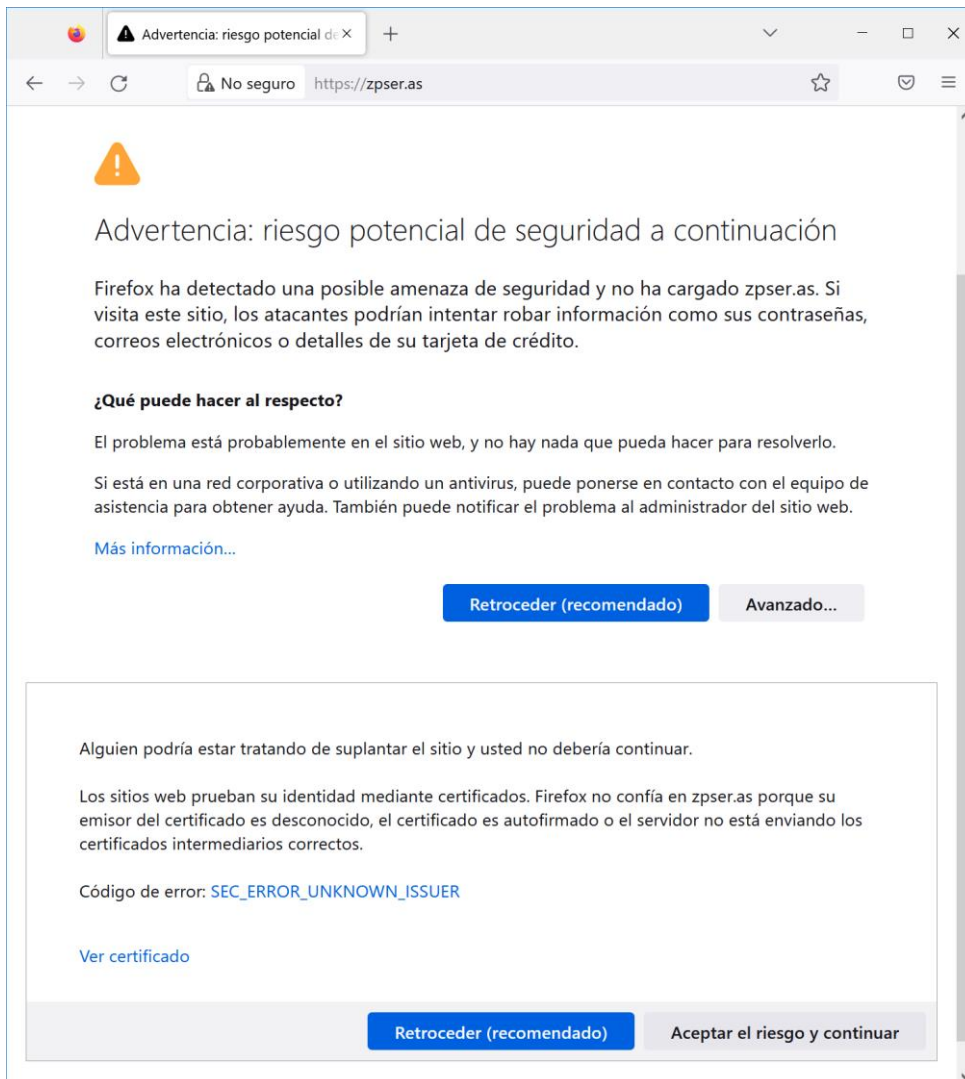 Advertencia: riesgo potencial de
No seguro https://zpser.as
Advertencia: riesgo potencial de seguridad a continuación
Firefox ha detectado una posible amenaza de seguridad y no ha cargado zpser.as. Si
visita este sitio, los atacantes podrían intentar robar información como sus contraseñas,
correos electrónicos o detalles de su tarjeta de crédito.
¿Qué puede hacer al respecto?
El problema está probablemente en el sitio web, y no hay nada que pueda hacer para resolverlo.
Si está en una red corporativa o utilizando un antivirus, puede ponerse en contacto con el equipo de
asistencia para obtener ayuda. También puede notificar el problema al administrador del sitio web.
Más información...
Retroceder (recomendado) Avanzado...
Alguien podría estar tratando de suplantar el sitio y usted no debería continuar.
Los sitios web prueban su identidad mediante certificados. Firefox no confía en zpser.as porque su
emisor del certificado es desconocido, el certificado es autofirmado o el servidor no está enviando los
certificados intermediarios correctos.
Código de error: SEC_ERROR_UNKNOWN_ISSUER
Ver certificado
Retroceder (recomendado) Aceptar el riesgo y continuar